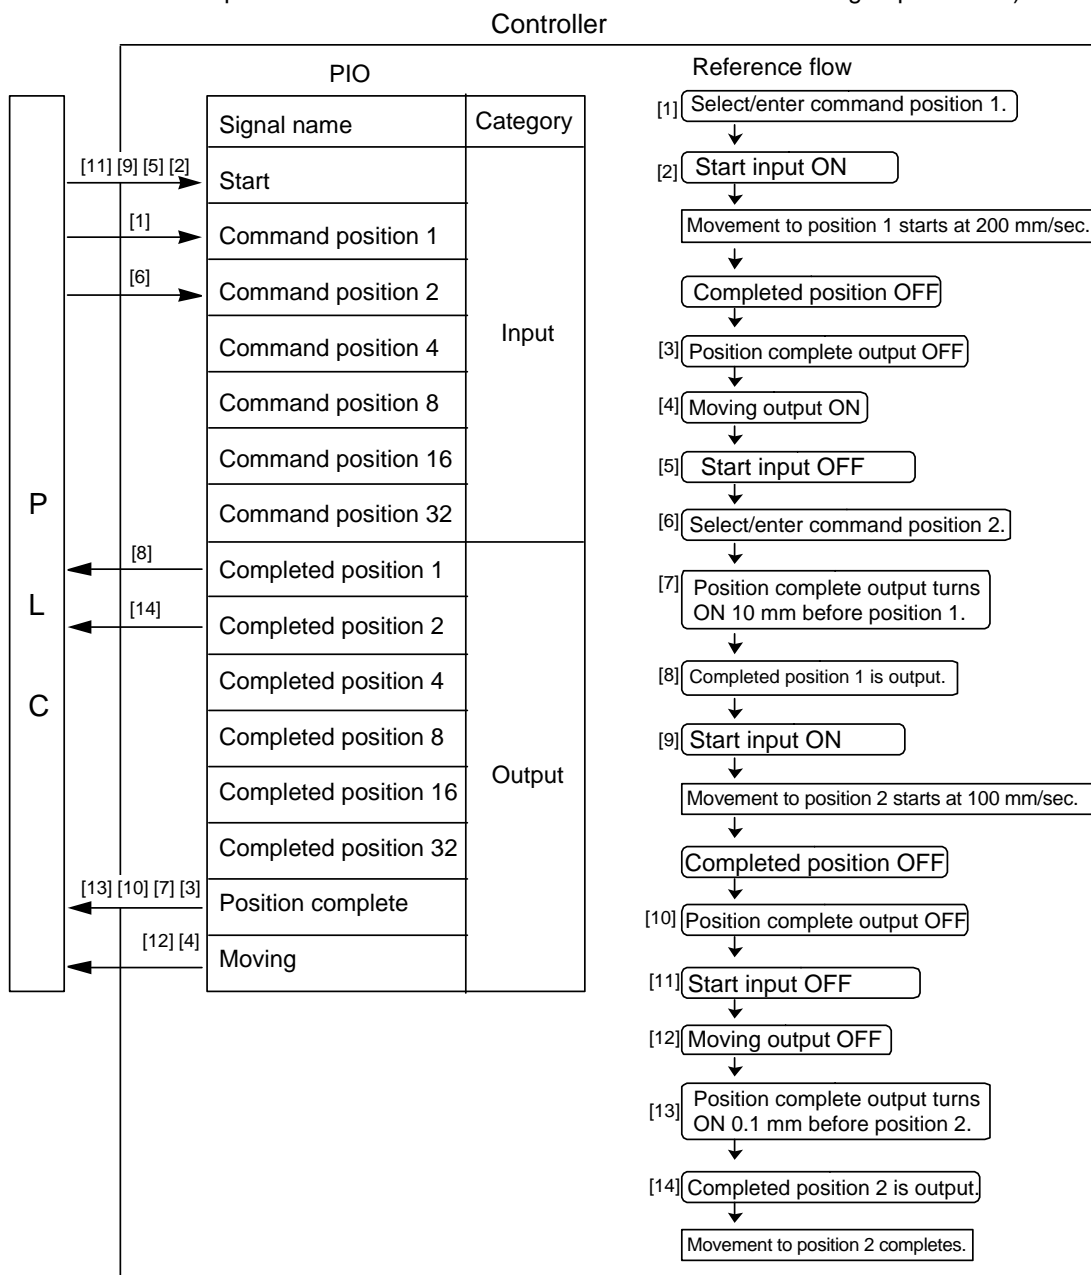 Controller
PIO
Signal name
Category
[11] [9] [5] [2]
Start
[1]
Command position 1
[6]
Command position 2
Command position 4
Command position 8
Command position 16
Command position 32
Input
[8]
Completed position 1
[14]
Completed position 2
Completed position 4
Completed position 8
Completed position 16
Completed position 32
[13] [10] [7] [3]
Position complete
[12] [4]
Moving
Output
P
L
C
Reference flow
[1] Select/enter command position 1.
[2] Start input ON
Movement to position 1 starts at 200 mm/sec.
Completed position OFF
[3] Position complete output OFF
[4] Moving output ON
[5] Start input OFF
[6] Select/enter command position 2.
[7] Position complete output turns
ON 10 mm before position 1.
[8] Completed position 1 is output.
[9] Start input ON
Movement to position 2 starts at 100 mm/sec.
Completed position OFF
[10] Position complete output OFF
[11] Start input OFF
[12] Moving output OFF
[13] Position complete output turns
ON 0.1 mm before position 2.
[14] Completed position 2 is output.
Movement to position 2 completes.